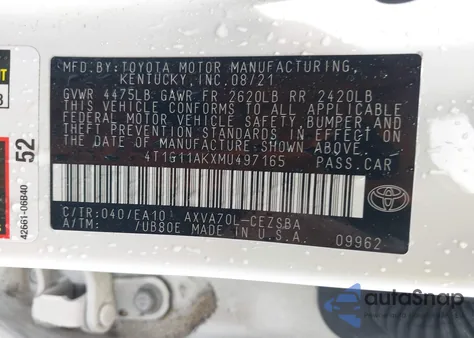 MFD.BY: TOYOTA MOTOR MANUFACTURING,
KENTUCKY, INC. 08/21
GVWR 4475LB GAWR FR 2620LB RR 2420LB
THIS VEHICLE CONFORMS TO ALL APPLICABLE
FEDERAL MOTOR VEHICLE SAFETY, BUMPER, AND
THEFT PREVENTION STANDARDS IN EFFECT ON
THE DATE OF MANUFACTURE SHOWN ABOVE.
4T1G11AKXMU497165 PASS.CAR
C/TR:040/EA10 AXVA70L-CEZSBA
A/TM: /UB80E MADE IN U.S.A. 09962
TOYOTA
42661-06840
52
autoSnap